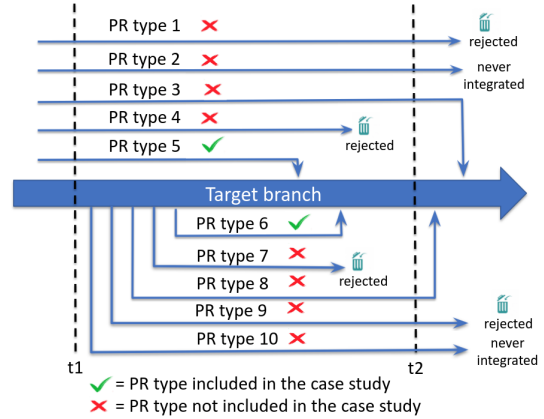 PR type 1
rejected
PR type 2
never
integrated
PR type 3
PR type 4
rejected
PR type 5
Target branch
PR type 6
PR type 7
rejected
PR type 8
PR type 9
rejected
PR type 10
never
integrated
t1
t2
= PR type included in the case study
= PR type not included in the case study